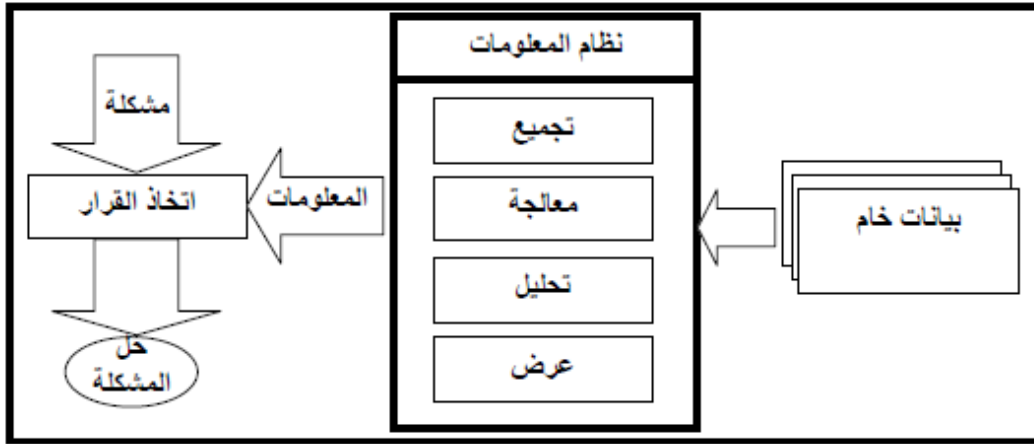 نظام المعلومات
تجميع
معالجة
تحليل
عرض
بيانات خام
المعلومات
مشكلة
اتخاذ القرار
حل
المشكلة